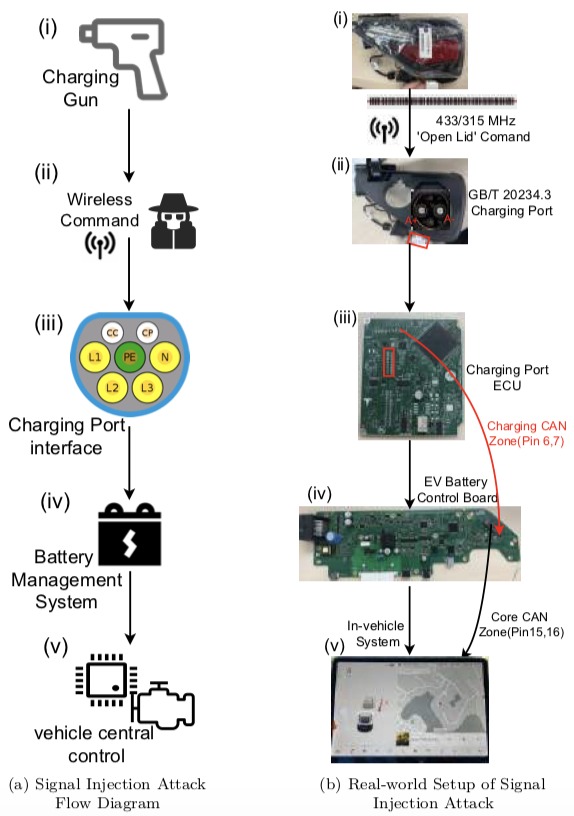 (i)
Charging
Gun
(ii)
Wireless
Command
(iii)
CC
CP
L1
PE
N
L2
L3
Charging Port
interface
(iv)
Battery
Management
System
(v)
vehicle central
control
(a) Signal Injection Attack
Flow Diagram
(i)
433/315 MHz
'Open Lid' Comand
(ii)
GB/T 20234.3
Charging Port
A+
A-
(iii)
Charging Port
ECU
Charging CAN
Zone(Pin 6,7)
EV Battery
Control Board
(iv)
In-vehicle
System
Core CAN
Zone(Pin15,16)
(v)
(b) Real-world Setup of Signal
Injection Attack